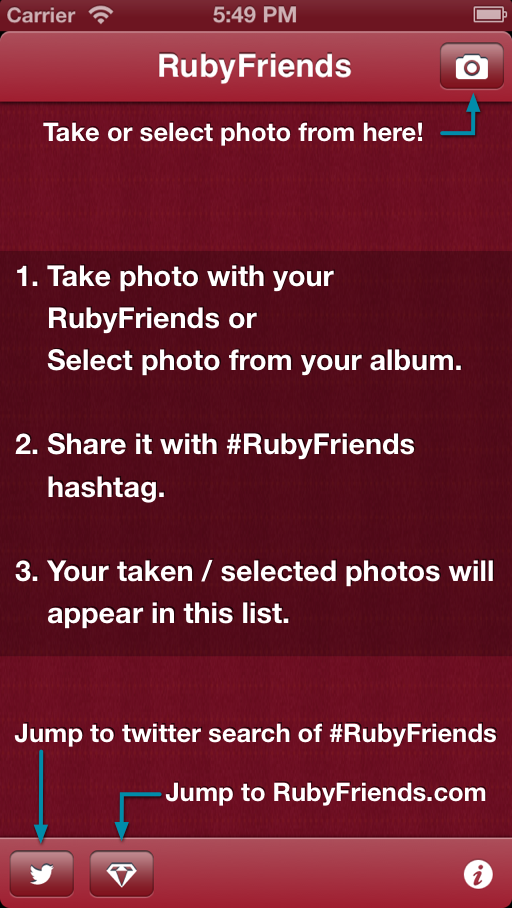 Carrier 5:49 PM
RubyFriends
Take or select photo from here!
1. Take photo with your
RubyFriends or
Select photo from your album.
2. Share it with #RubyFriends
hashtag.
3. Your taken / selected photos will
appear in this list.
Jump to twitter search of #RubyFriends
Jump to RubyFriends.com
i